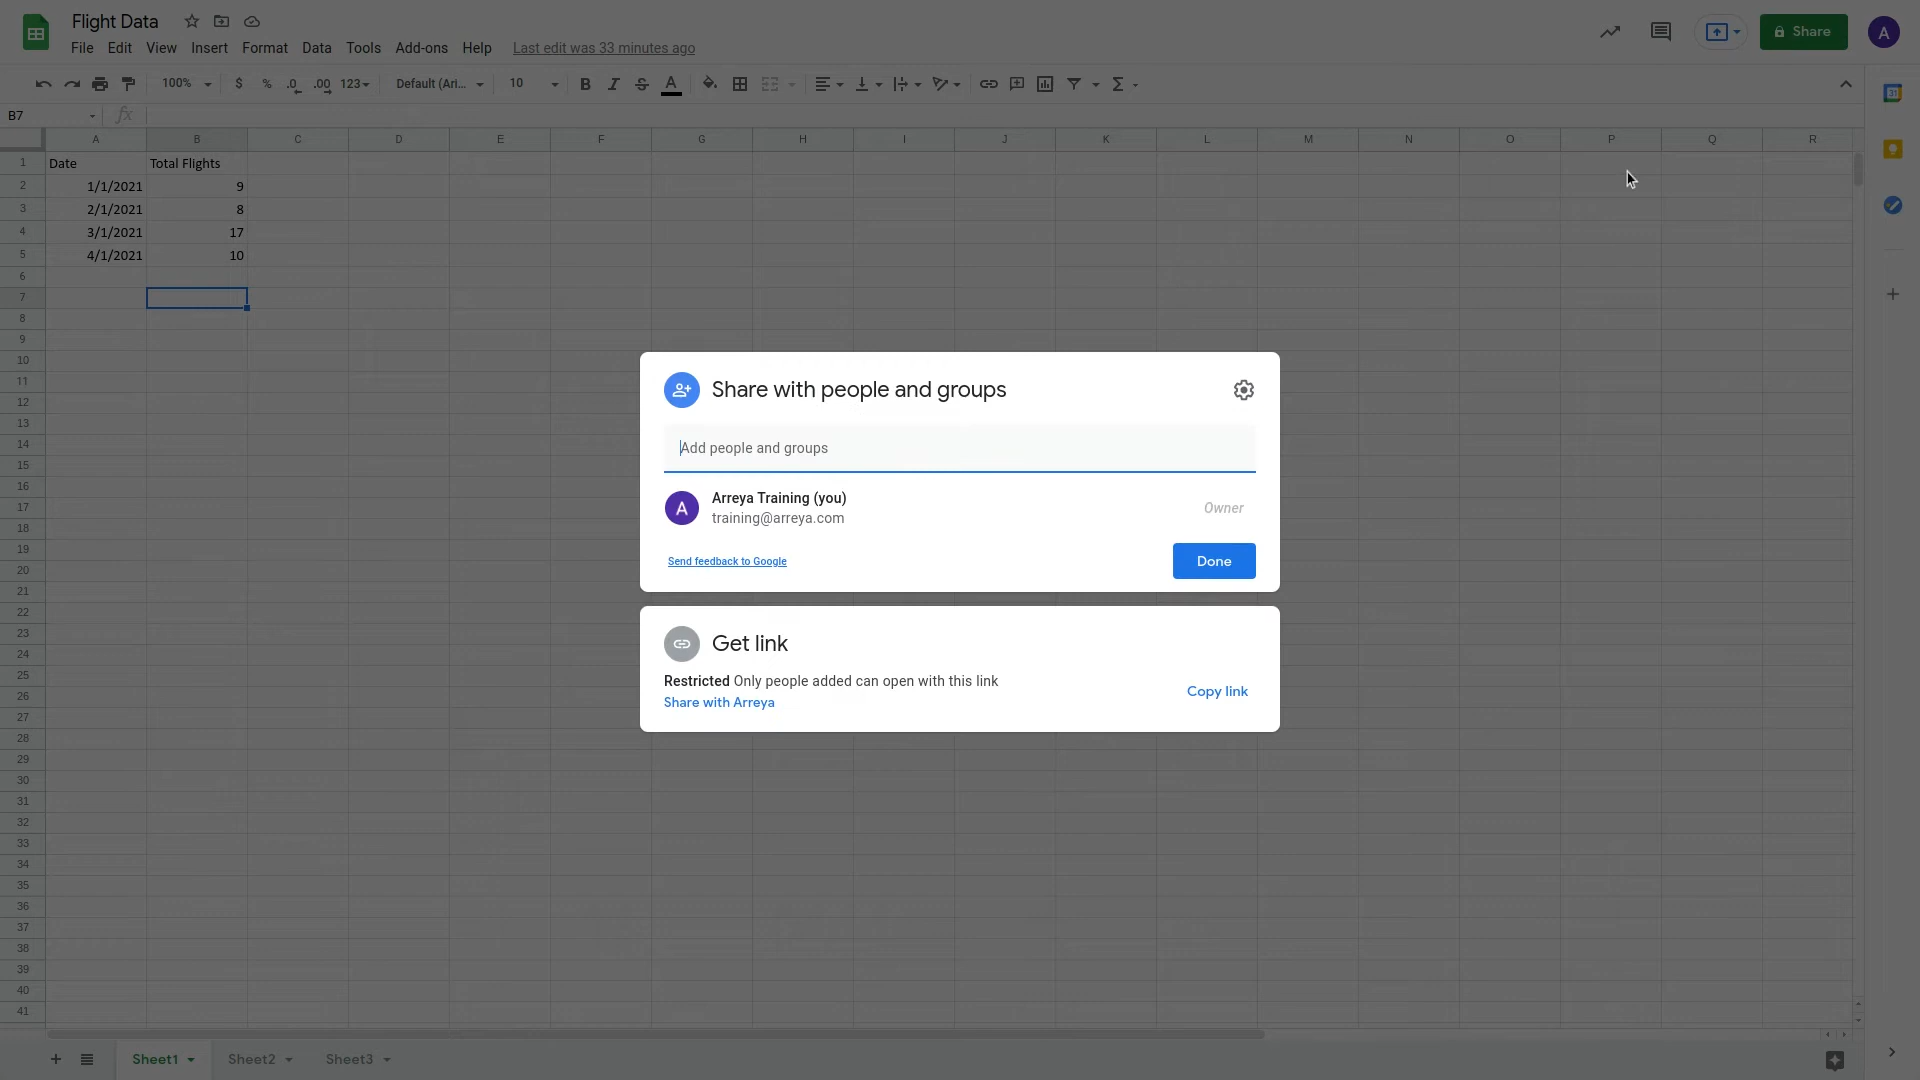 Flight Data
File Edit View Insert Format Data Tools Add-ons Help Last edit was 33 minutes ago
Share
A
100% $ % .0 .00 123 Default (Ari... 10 B I S A Σ
31
B7 fx
A B C D E F G H I J K L M N O P Q R
1 Date Total Flights
2 1/1/2021 9
3 2/1/2021 8
4 3/1/2021 17
5 4/1/2021 10
6
7
8
9
10
11
12
13
14
15
16
17
18
19
20
21
22
23
24
25
26
27
28
29
30
31
32
33
34
35
36
37
38
39
40
41
Share with people and groups
Add people and groups
A
Arreya Training (you)
training@arreya.com
Owner
Send feedback to Google
Done
Get link
Restricted Only people added can open with this link
Share with Arreya
Copy link
Sheet1 Sheet2 Sheet3